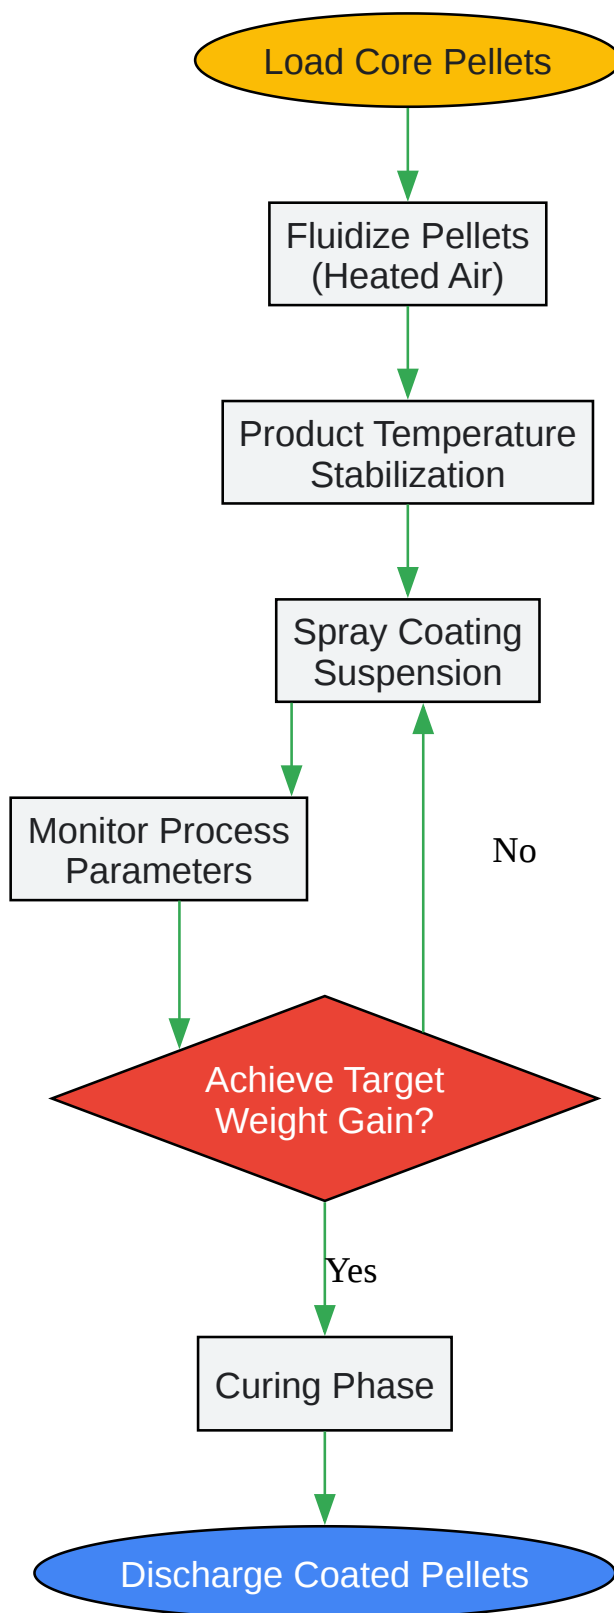 Load Core Pellets
Fluidize Pellets
(Heated Air)
Product Temperature
Stabilization
Spray Coating
Suspension
Monitor Process
Parameters
No
Achieve Target
Weight Gain?
Yes
Curing Phase
Discharge Coated Pellets